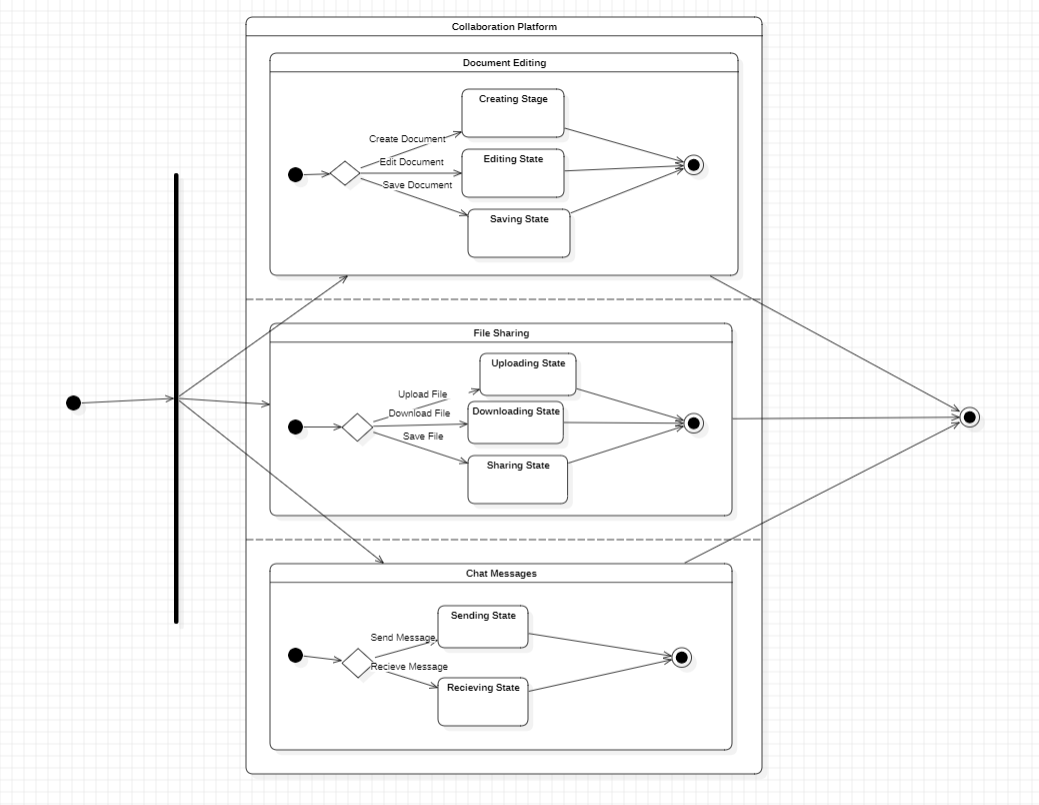 Collaboration Platform
Document Editing
Creating Stage
Create Document
Edit Document
Editing State
Save Document
Saving State
File Sharing
Uploading State
Upload File
Download File
Downloading State
Save File
Sharing State
Chat Messages
Sending State
Send Message
Recieve Message
Recieving State